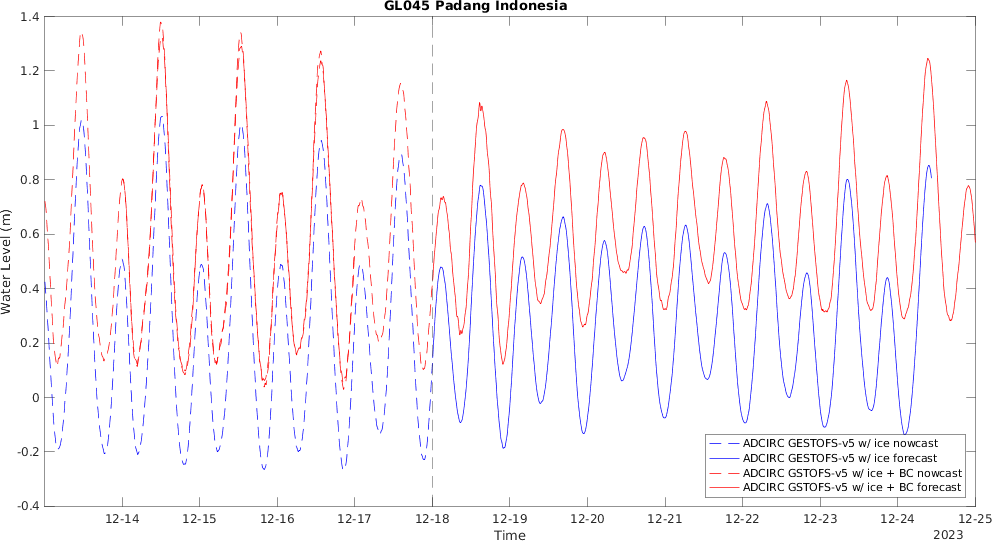 GL045 Padang Indonesia
1.4
1.2
1
0.8
0.6
0.4
0.2
0
-0.2
-0.4
Water Level (m)
12-14 12-15 12-16 12-17 12-18 12-19 12-20 12-21 12-22 12-23 12-24 12-25
Time
2023
ADCIRC GESTOFS-v5 w/ ice nowcast
ADCIRC GESTOFS-v5 w/ ice forecast
ADCIRC GSTOFS-v5 w/ ice + BC nowcast
ADCIRC GSTOFS-v5 w/ ice + BC forecast